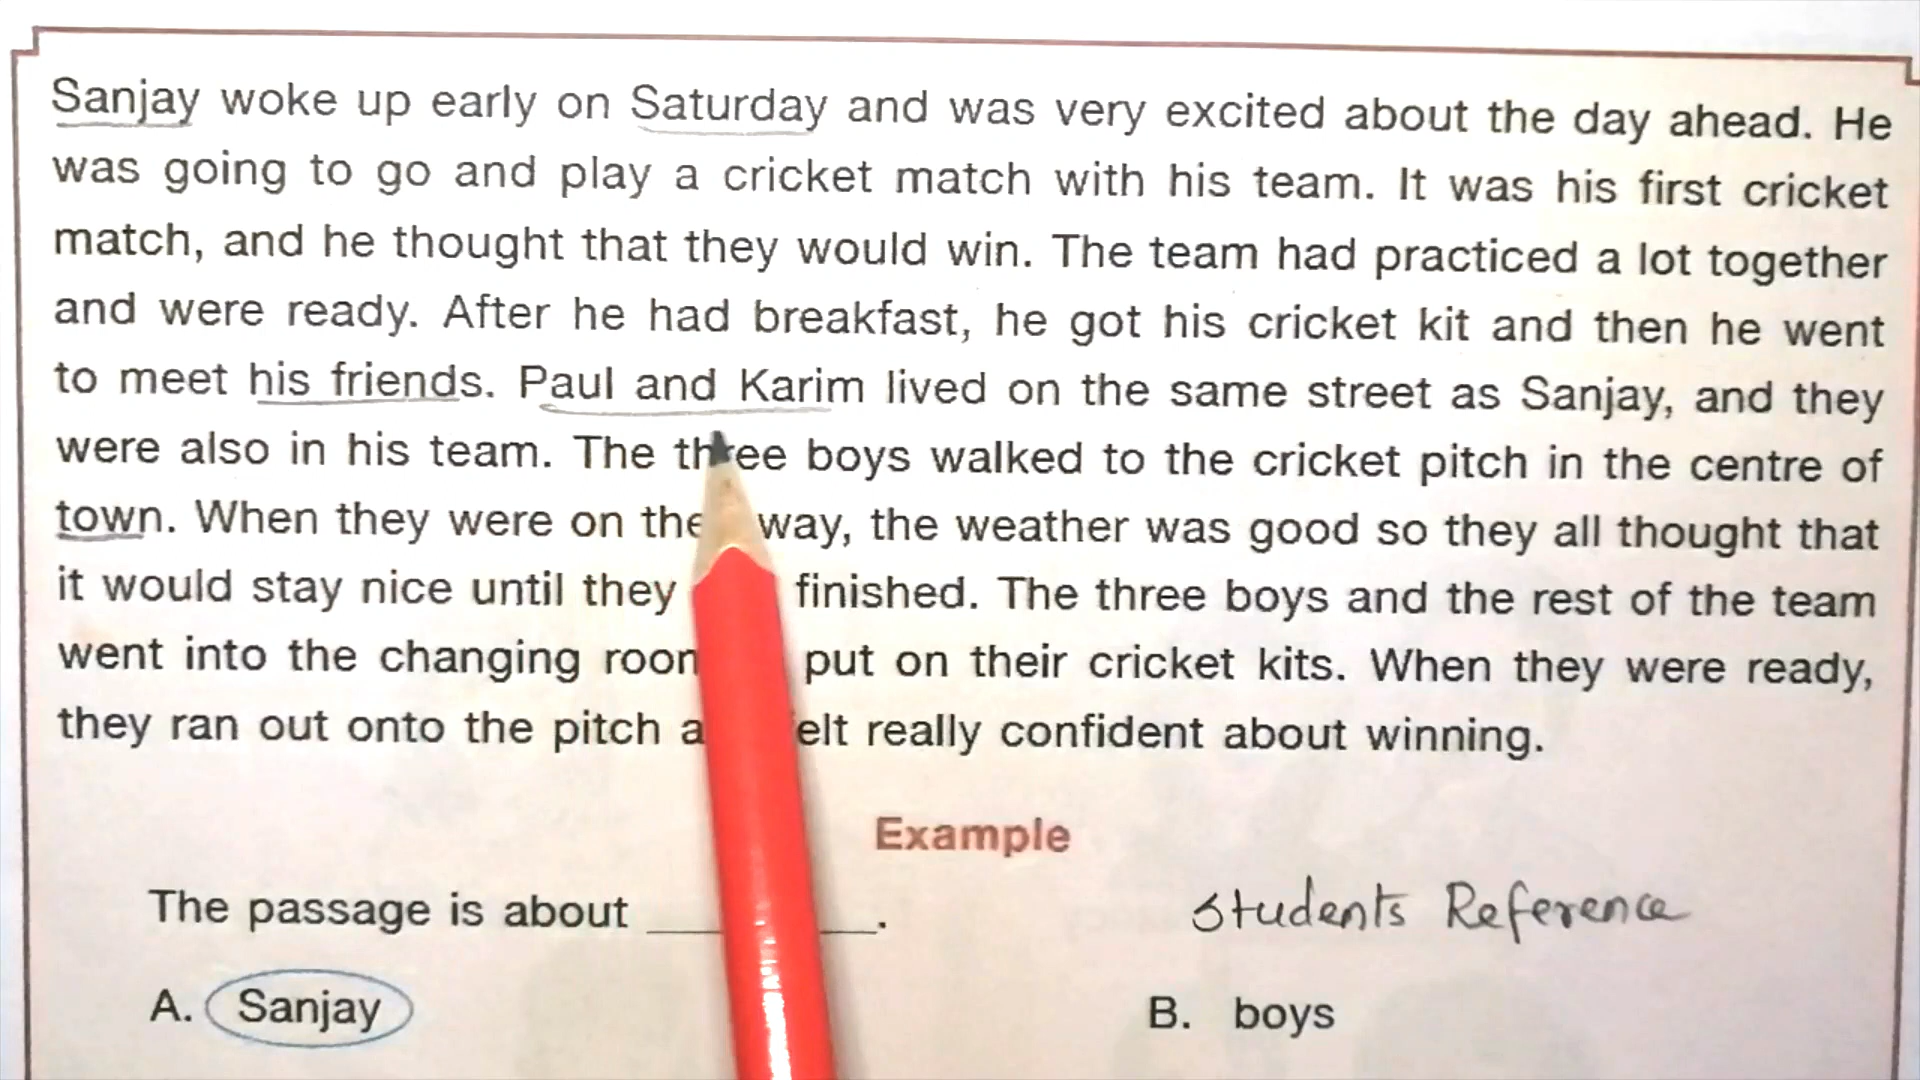 Sanjay woke up early on Saturday and was very excited about the day ahead. He
was going to go and play a cricket match with his team. It was his first cricket
match, and he thought that they would win. The team had practiced a lot together
and were ready. After he had breakfast, he got his cricket kit and then he went
to meet his friends. Paul and Karim lived on the same street as Sanjay, and they
were also in his team. The three boys walked to the cricket pitch in the centre of
town. When they were on the way, the weather was good so they all thought that
it would stay nice until they finished. The three boys and the rest of the team
went into the changing put on their cricket kits. When they were ready,
they ran out onto the pitch really confident about winning.
Example
The passage is about ________.
Students Reference
A. Sanjay
B. boys